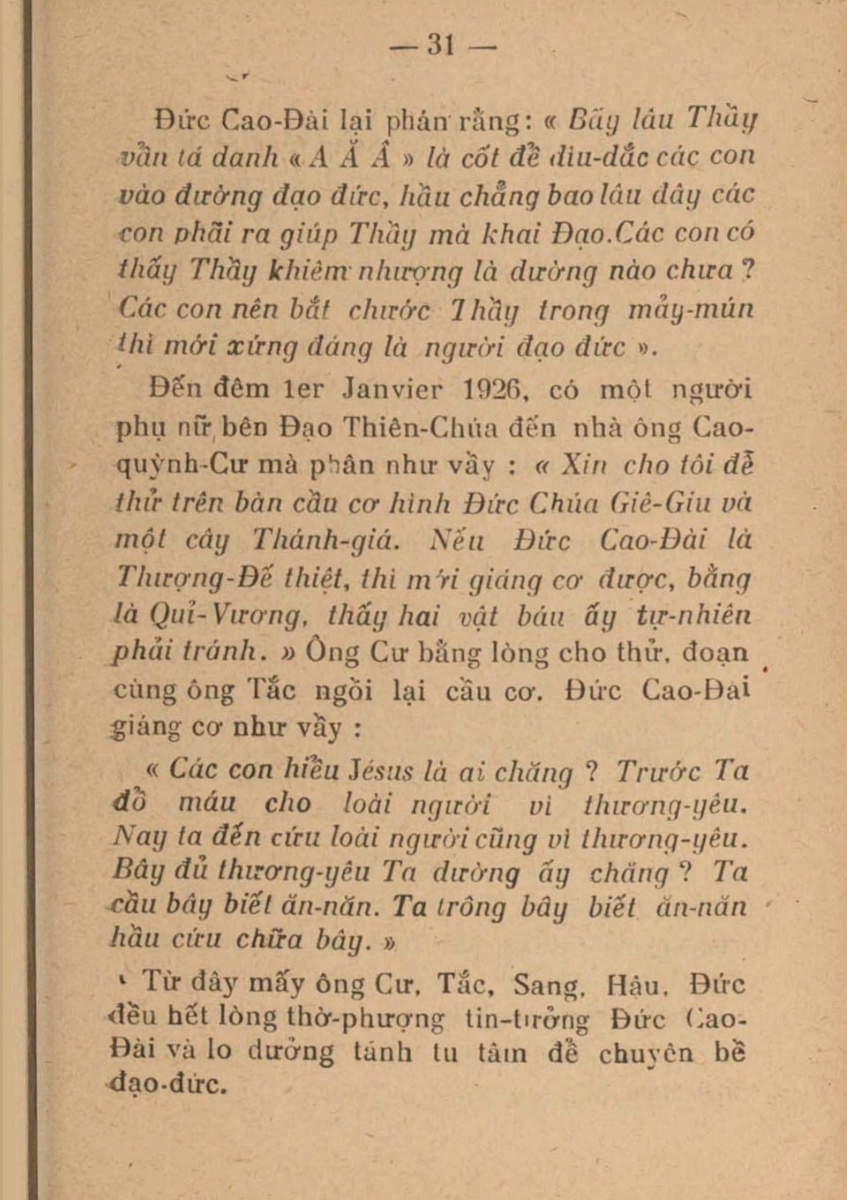 — 31 —
Đức Cao-Đài lại phán rằng: « Bấy lâu Thầy
vẫn tá danh « A Ă Â » là cốt để dìu-dắc các con
vào đường đạo đức, hầu chẳng bao lâu đây các
con phải ra giúp Thầy mà khai Đạo.Các con có
thấy Thầy khiêm nhượng là dường nào chưa ?
Các con nên bắt chước Thầy trong mảy-mún
thì mới xứng đáng là người đạo đức ».
Đến đêm 1er Janvier 1926, có một người
phụ nữ bên Đạo Thiên-Chúa đến nhà ông Cao-
quỳnh-Cư mà phân như vầy : « Xin cho tôi để
thử trên bàn cầu cơ hình Đức Chúa Giê-Giu và
một cây Thánh-giá. Nếu Đức Cao-Đài là
Thượng-Đế thiệt, thì mới giáng cơ được, bằng
là Quỉ-Vương, thấy hai vật báu ấy tự-nhiên
phải tránh. » Ông Cư bằng lòng cho thử, đoạn
cùng ông Tắc ngồi lại cầu cơ. Đức Cao-Đài
giáng cơ như vầy :
« Các con hiểu Jésus là ai chăng ? Trước Ta
đổ máu cho loài người vì thương-yêu.
Nay ta đến cứu loài người cũng vì thương-yêu.
Bây đủ thương-yêu Ta dường ấy chăng ? Ta
cầu bây biết ăn-năn. Ta trông bây biết ăn-năn
hầu cứu chữa bây. »
Từ đây mấy ông Cư, Tắc, Sang, Hậu, Đức
đều hết lòng thờ-phượng tin-tưởng Đức Cao-
Đài và lo dưởng tánh tu tâm để chuyên bề
đạo-đức.